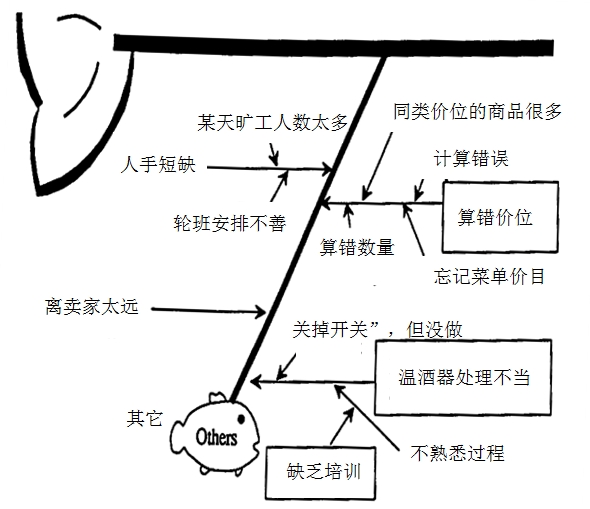 某天旷工人数太多
同类价位的商品很多
人手短缺
计算错误
轮班安排不善
算错价位
算错数量
忘记菜单价目
离卖家太远
关掉开关”，但没做
温酒器处理不当
其它
Others
不熟悉过程
缺乏培训